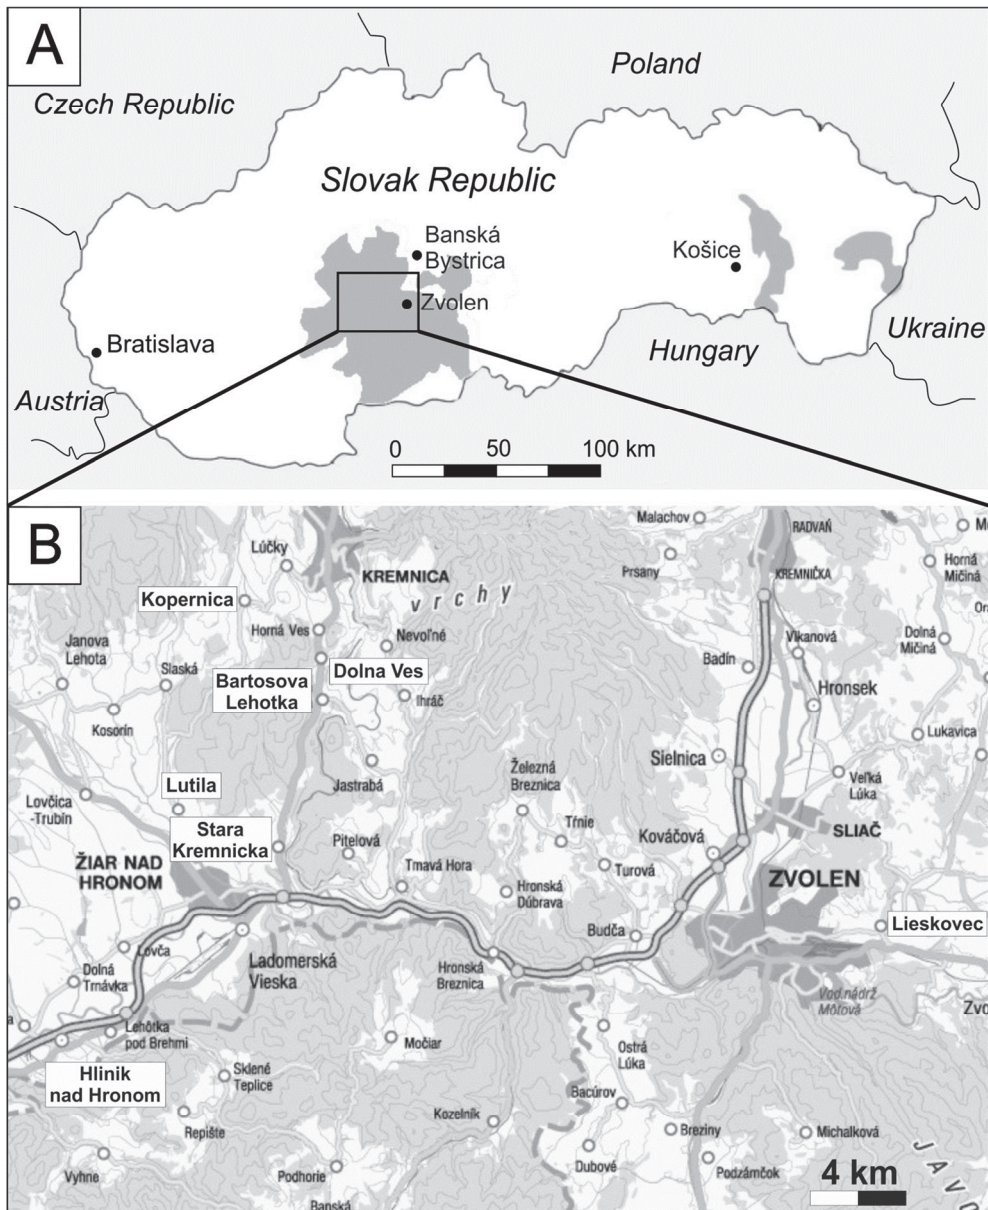 A
Czech Republic
Poland
Slovak Republic
Banská
Bystrica
Košice
Zvolen
Ukraine
Bratislava
Hungary
Austria
0 50 100 km
B
Malachov
RADVAŇ
Lúčky
Prsany
KREMNICA
KREMNIČKA
Horná
Mičiná
vrchy
Kopernica
Horná Ves
Nevoľné
Vlkanová
Dolná
Mičiná
Janova
Lehota
Slaská
Dolna Ves
Badín
Bartosova
Lehotka
Ihráč
Hronsek
Kosorín
Lukavica
Sielnica
Železná
Breznica
Jastrabá
Veľká
Lúka
Lutila
Lovčica
-Trubín
Stara
Kremnicka
Tŕnie
Kováčová
SLIAČ
Pitelová
ŽIAR NAD
HRONOM
Trnavá Hora
Turová
ZVOLEN
Hronská
Dúbrava
Lieskovec
Budča
Lovča
Ladomerská
Vieska
Hronská
Breznica
Dolná
Trnávka
Vod.nádrž
Môťová
Zvo
Lehôtka
pod Brehmi
Močiar
Ostrá
Lúka
Hlinik
nad Hronom
Sklené
Teplice
Bacúrov
Kozelník
Repište
Breziny
Michalková
Vyhne
Podhorie
Dubové
Podzámčok
JAVO
4 km
Banská